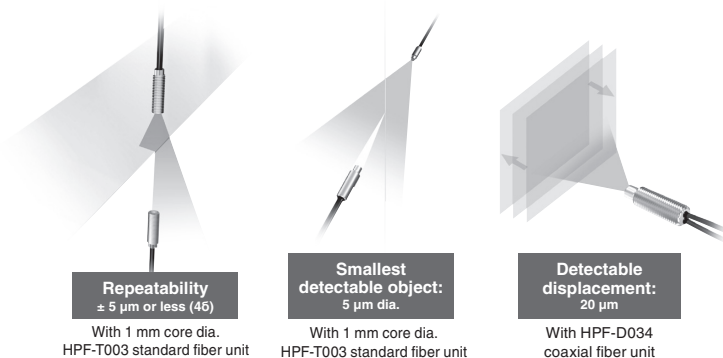 Repeatability
± 5 µm or less (4δ)
With 1 mm core dia.
HPF-T003 standard fiber unit
Smallest
detectable object:
5 µm dia.
With 1 mm core dia.
HPF-T003 standard fiber unit
Detectable
displacement:
20 µm
With HPF-D034
coaxial fiber unit